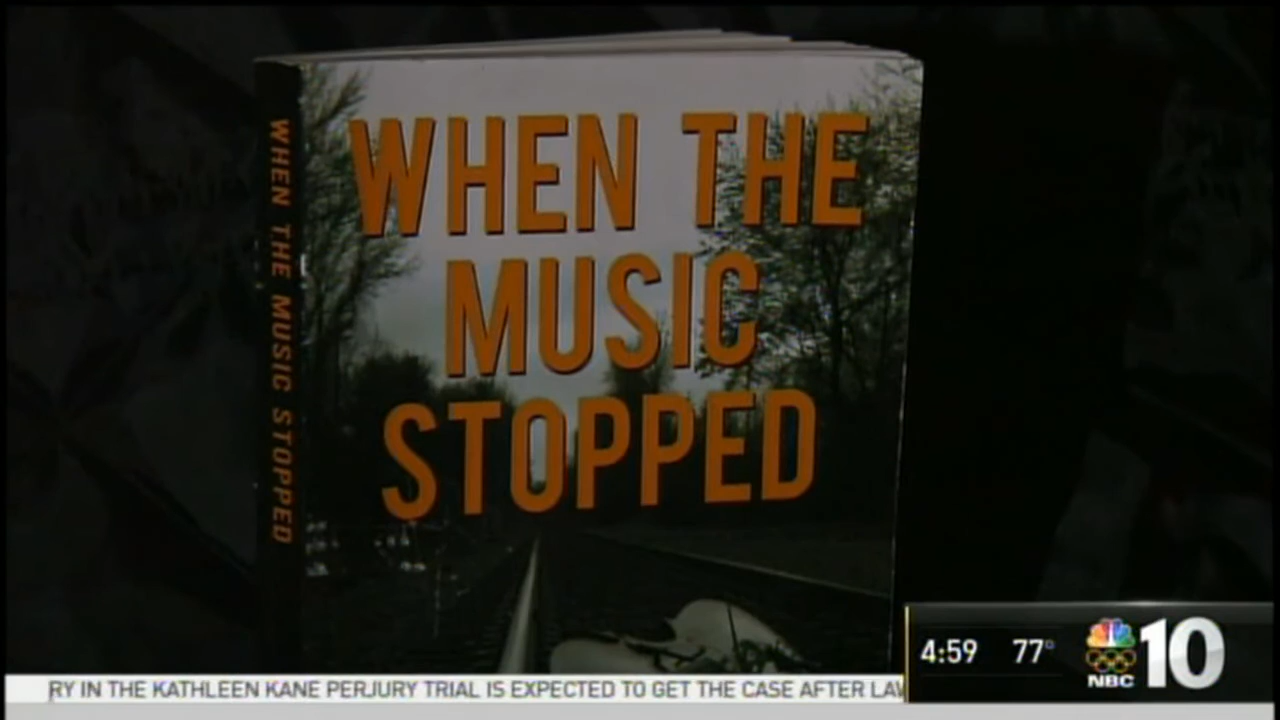 WHEN THE
MUSIC
STOPPED
WHEN THE MUSIC STOPPED
4:59 77°
NBC 10
RY IN THE KATHLEEN KANE PERJURY TRIAL IS EXPECTED TO GET THE CASE AFTER LAW